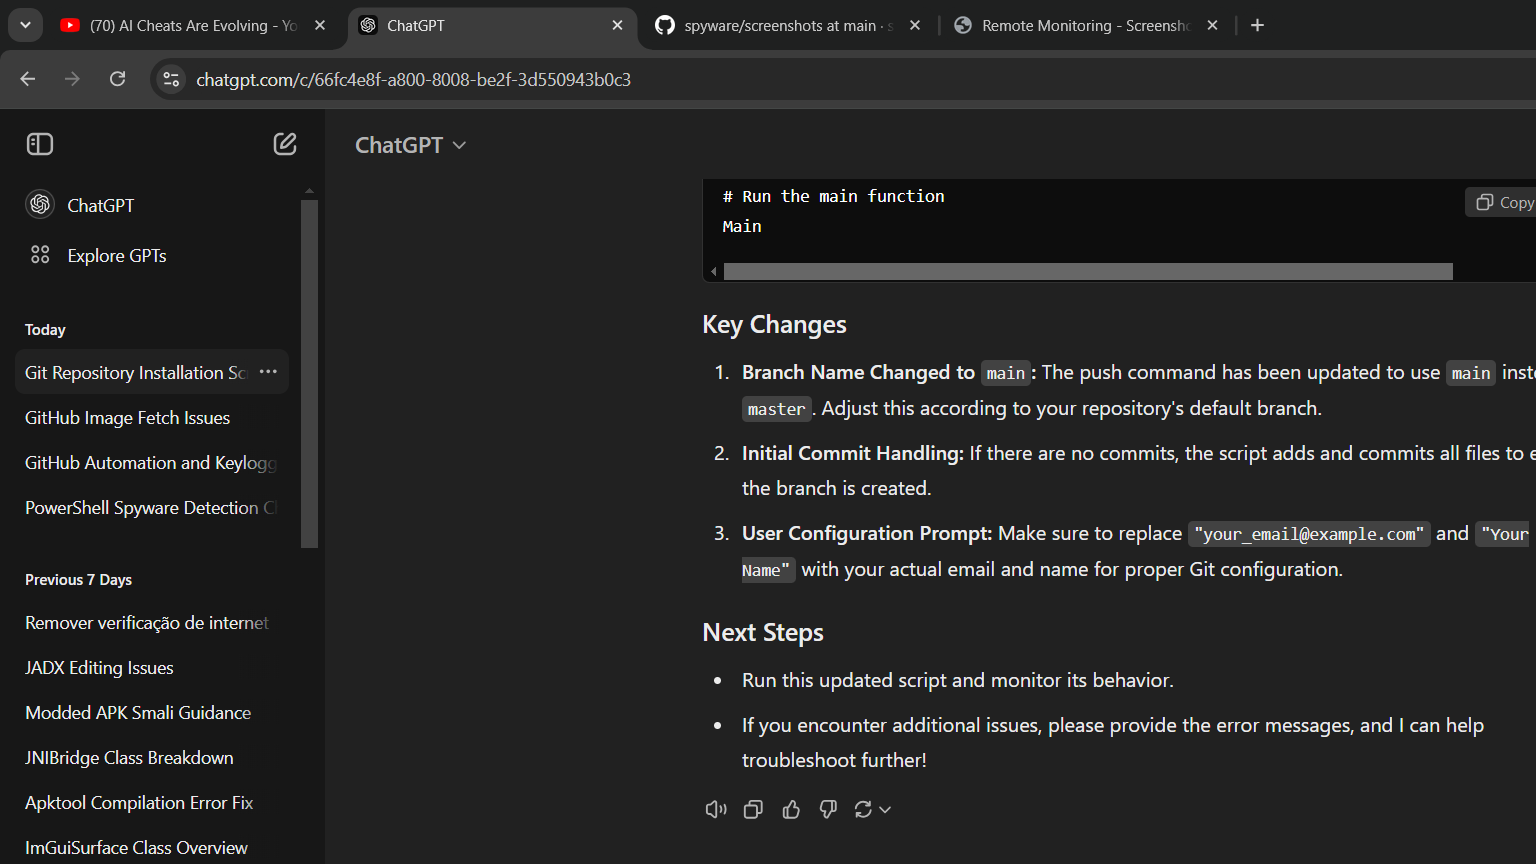 (70) AI Cheats Are Evolving - Yo
ChatGPT
spyware/screenshots at main · s
Remote Monitoring - Screensho
chatgpt.com/c/66fc4e8f-a800-8008-be2f-3d550943b0c3
ChatGPT
Explore GPTs
Today
Git Repository Installation Sc
GitHub Image Fetch Issues
GitHub Automation and Keylogg
PowerShell Spyware Detection C
Previous 7 Days
Remover verificação de internet
JADX Editing Issues
Modded APK Smali Guidance
JNIBridge Class Breakdown
Apktool Compilation Error Fix
ImGuiSurface Class Overview
ChatGPT
# Run the main function
Main
Copy
Key Changes
1. Branch Name Changed to main: The push command has been updated to use main inste
master. Adjust this according to your repository's default branch.
2. Initial Commit Handling: If there are no commits, the script adds and commits all files to e
the branch is created.
3. User Configuration Prompt: Make sure to replace "your_email@example.com" and "Your
Name" with your actual email and name for proper Git configuration.
Next Steps
• Run this updated script and monitor its behavior.
• If you encounter additional issues, please provide the error messages, and I can help
troubleshoot further!